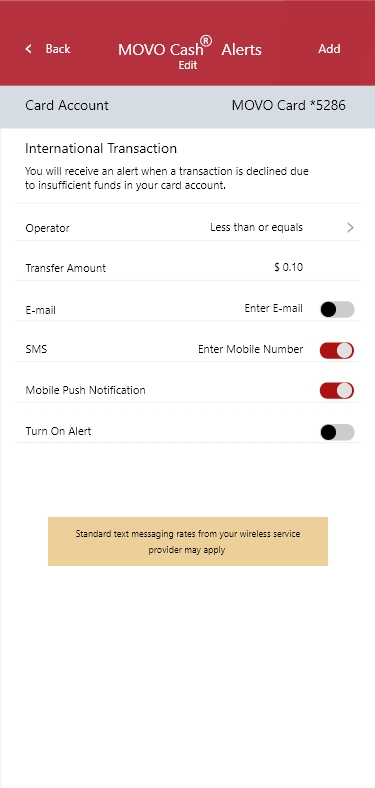 Back
MOVO Cash® Alerts
Add
Edit
Card Account
MOVO Card *5286
International Transaction
You will receive an alert when a transaction is declined due
to insufficient funds in your card account.
Operator
Less than or equals
Transfer Amount
$ 0.10
E-mail
Enter E-mail
SMS
Enter Mobile Number
Mobile Push Notification
Turn On Alert
Standard text messaging rates from your wireless service
provider may apply